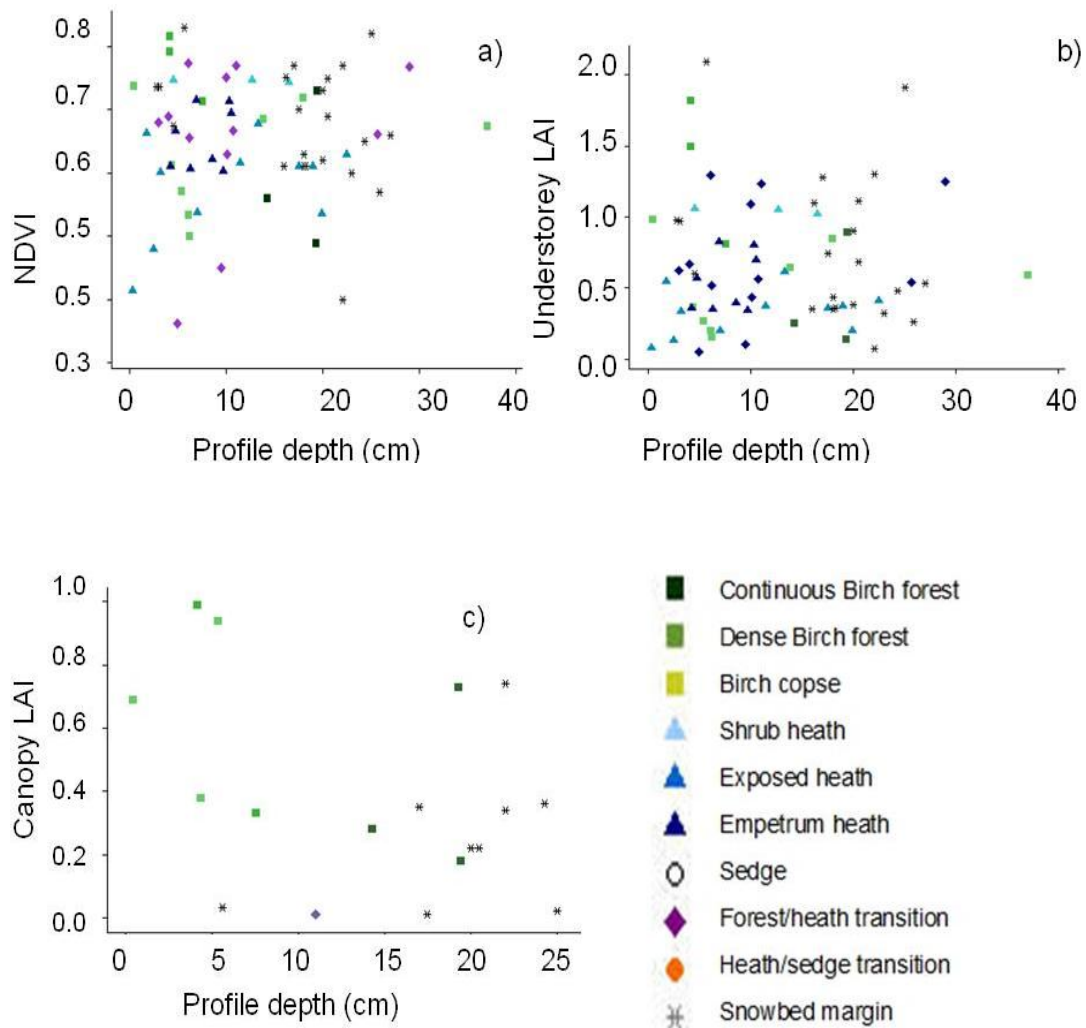 a)
NDVI
0.8
0.7
0.6
0.5
0.5
0.3
0 10 20 30 40
Profile depth (cm)
b)
Understorey LAI
2.0
1.5
1.0
0.5
0.0
0 10 20 30 40
Profile depth (cm)
c)
Canopy LAI
1.0
0.8
0.6
0.4
0.2
0.0
0 5 10 15 20 25
Profile depth (cm)
Continuous Birch forest
Dense Birch forest
Birch copse
Shrub heath
Exposed heath
Empetrum heath
Sedge
Forest/heath transition
Heath/sedge transition
Snowbed margin